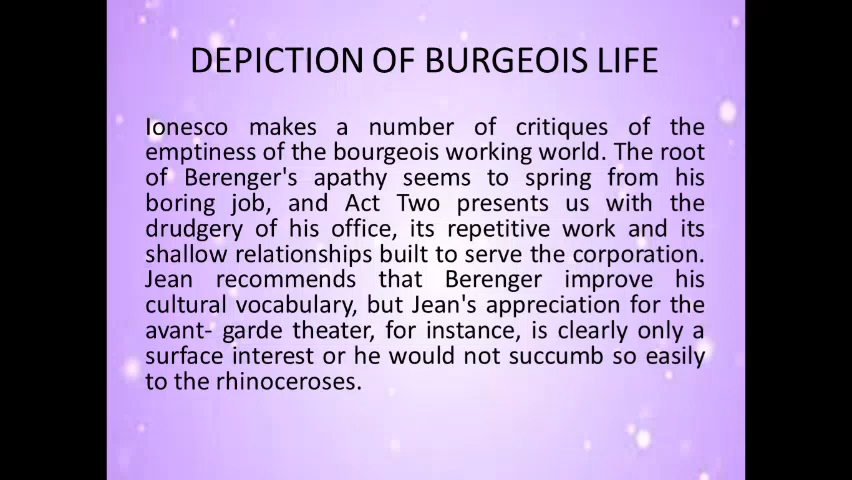 DEPICTION OF BURGEOIS LIFE
Ionesco makes a number of critiques of the
emptiness of the bourgeois working world. The root
of Berenger's apathy seems to spring from his
boring job, and Act Two presents us with the
drudgery of his office, its repetitive work and its
shallow relationships built to serve the corporation.
Jean recommends that Berenger improve his
cultural vocabulary, but Jean's appreciation for the
avant- garde theater, for instance, is clearly only a
surface interest or he would not succumb so easily
to the rhinoceroses.